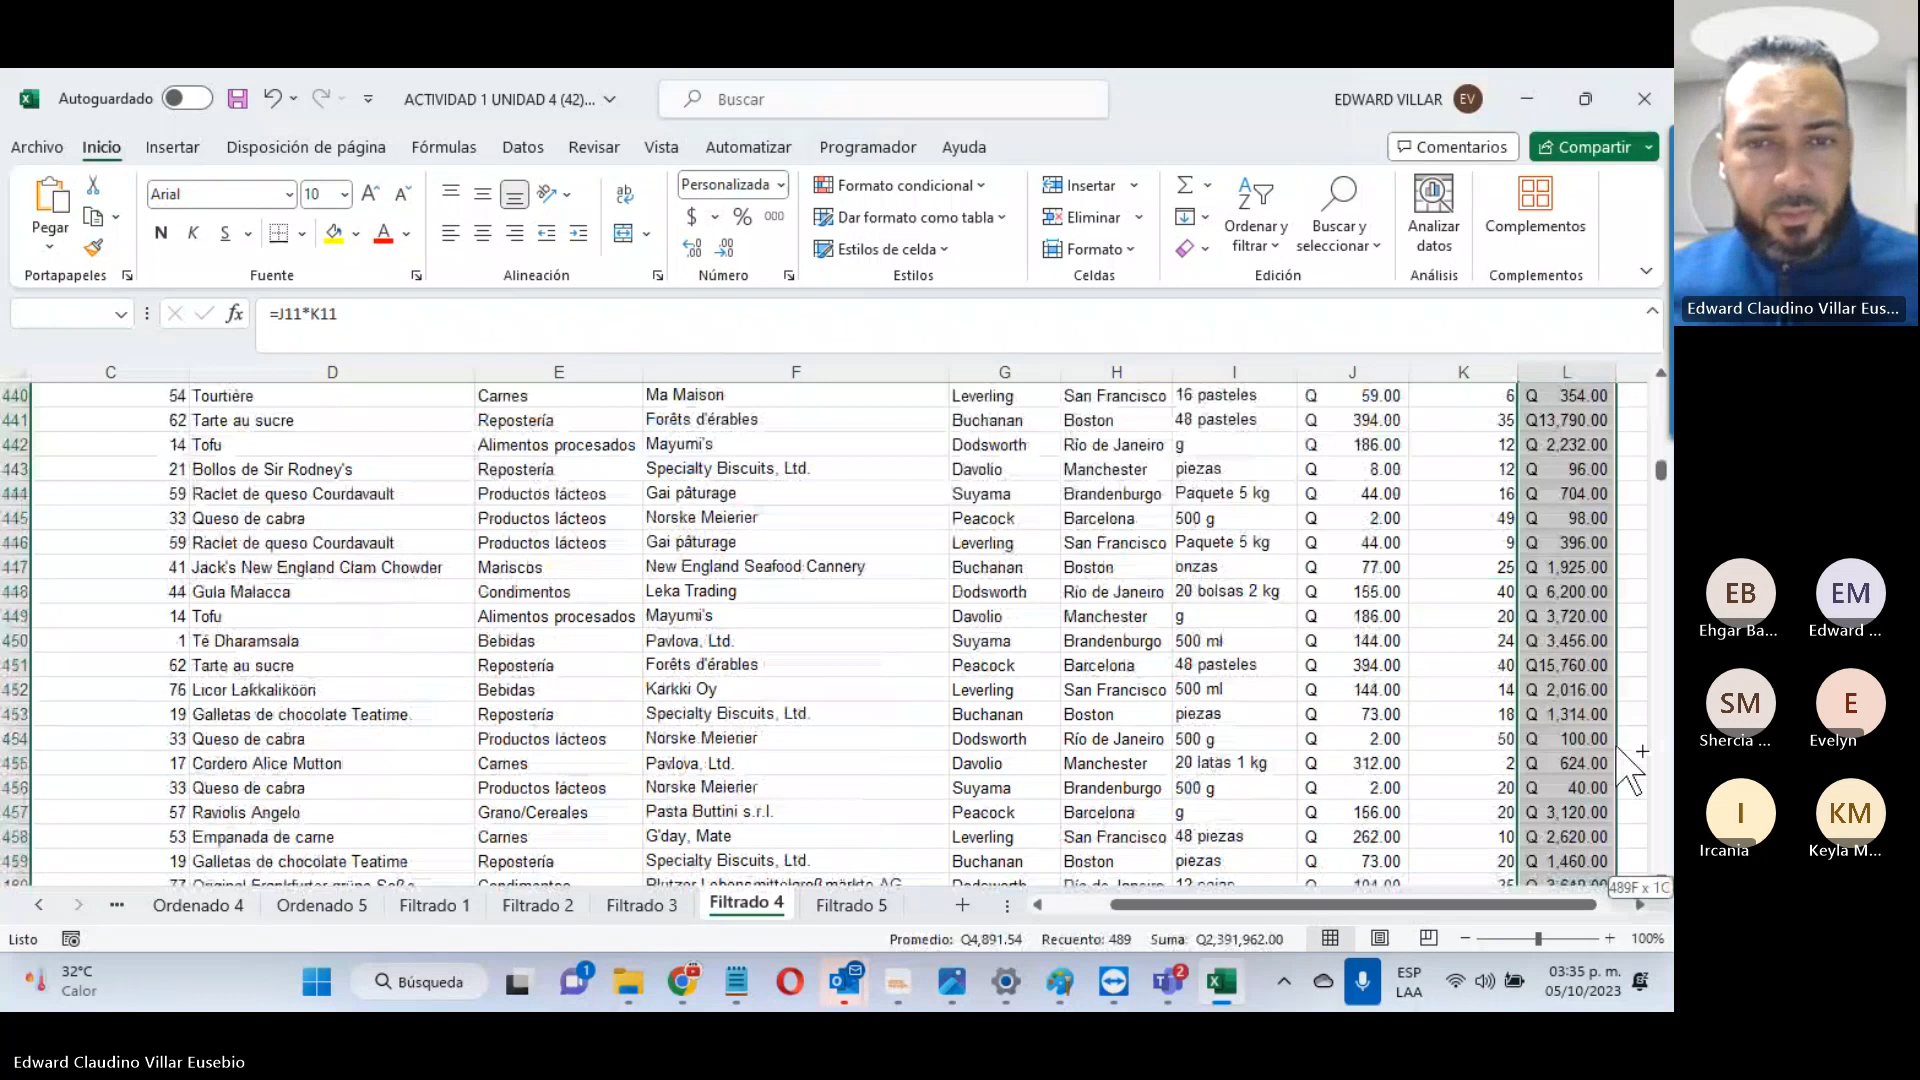 Autoguardado
ACTIVIDAD 1 UNIDAD 4 (42)...
Buscar
EDWARD VILLAR EV
Archivo Inicio Insertar Disposición de página Fórmulas Datos Revisar Vista Automatizar Programador Ayuda Comentarios Compartir
Pegar
Portapapeles
Arial 10
N K S
Fuente
ab
Alineación
Personalizada
$ % 000
Número
Formato condicional
Dar formato como tabla
Estilos de celda
Estilos
Insertar
Eliminar
Formato
Celdas
Ordenar y filtrar
Buscar y seleccionar
Edición
Analizar datos
Análisis
Complementos
Complementos
fx =J11*K11
C D E F G H I J K L
440 54 Tourtière Carnes Ma Maison Leverling San Francisco 16 pasteles Q 59.00 6 Q 354.00
441 62 Tarte au sucre Repostería Forêts d'érables Buchanan Boston 48 pasteles Q 394.00 35 Q13,790.00
442 14 Tofu Alimentos procesados Mayumi's Dodsworth Río de Janeiro g Q 186.00 12 Q 2,232.00
443 21 Bollos de Sir Rodney's Repostería Specialty Biscuits, Ltd. Davolio Manchester piezas Q 8.00 12 Q 96.00
444 59 Raclet de queso Courdavault Productos lácteos Gai pâturage Suyama Brandenburgo Paquete 5 kg Q 44.00 16 Q 704.00
445 33 Queso de cabra Productos lácteos Norske Meierier Peacock Barcelona 500 g Q 2.00 49 Q 98.00
446 59 Raclet de queso Courdavault Productos lácteos Gai pâturage Leverling San Francisco Paquete 5 kg Q 44.00 9 Q 396.00
447 41 Jack's New England Clam Chowder Mariscos New England Seafood Cannery Buchanan Boston onzas Q 77.00 25 Q 1,925.00
448 44 Gula Malacca Condimentos Leka Trading Dodsworth Río de Janeiro 20 bolsas 2 kg Q 155.00 40 Q 6,200.00
449 14 Tofu Alimentos procesados Mayumi's Davolio Manchester g Q 186.00 20 Q 3,720.00
450 1 Té Dharamsala Bebidas Pavlova, Ltd. Suyama Brandenburgo 500 ml Q 144.00 24 Q 3,456.00
451 62 Tarte au sucre Repostería Forêts d'érables Peacock Barcelona 48 pasteles Q 394.00 40 Q15,760.00
452 76 Licor Lakkalikööri Bebidas Karkki Oy Leverling San Francisco 500 ml Q 144.00 14 Q 2,016.00
453 19 Galletas de chocolate Teatime. Repostería Specialty Biscuits, Ltd. Buchanan Boston piezas Q 73.00 18 Q 1,314.00
454 33 Queso de cabra Productos lácteos Norske Meierier Dodsworth Río de Janeiro 500 g Q 2.00 50 Q 100.00
455 17 Cordero Alice Mutton Carnes Pavlova, Ltd. Davolio Manchester 20 latas 1 kg Q 312.00 2 Q 624.00
456 33 Queso de cabra Productos lácteos Norske Meierier Suyama Brandenburgo 500 g Q 2.00 20 Q 40.00
457 57 Raviolis Angelo Grano/Cereales Pasta Buttini s.r.l. Peacock Barcelona g Q 156.00 20 Q 3,120.00
458 53 Empanada de carne Carnes G'day, Mate Leverling San Francisco 48 piezas Q 262.00 10 Q 2,620.00
459 19 Galletas de chocolate Teatime Repostería Specialty Biscuits, Ltd. Buchanan Boston piezas Q 73.00 20 Q 1,460.00
489F x 1C
Ordenado 4 Ordenado 5 Filtrado 1 Filtrado 2 Filtrado 3 Filtrado 4 Filtrado 5
Listo Promedio: Q4,891.54 Recuento: 489 Suma: Q2,391,962.00 100%
32°C
Calor
Búsqueda
1
2
ESP
LAA
03:35 p. m.
05/10/2023
Edward Claudino Villar Eus...
EB EM
Ehgar Ba... Edward ...
SM E
Shercia ... Evelyn
I KM
Ircania Keyla M...
Edward Claudino Villar Eusebio